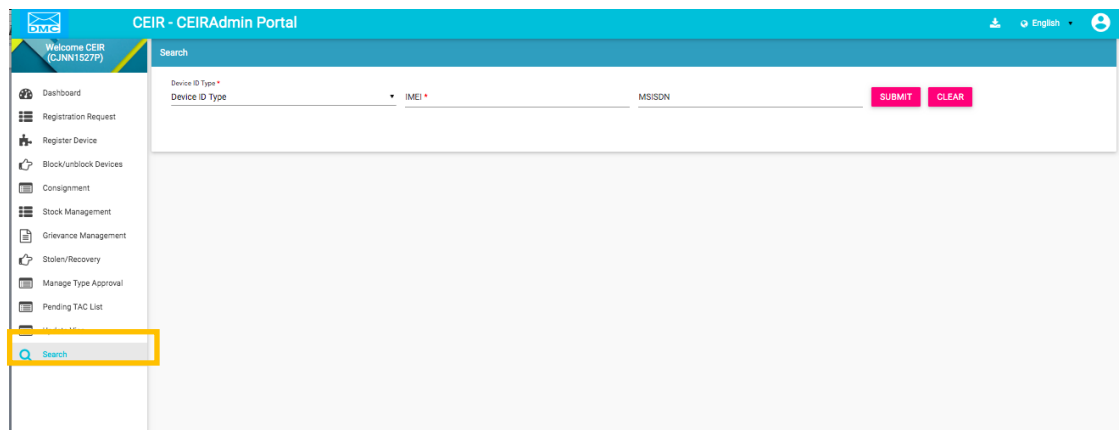 DMC
CEIR - CEIRAdmin Portal
English
Welcome CEIR
(CJNN1527P)
Search
Dashboard
Registration Request
Register Device
Block/unblock Devices
Consignment
Stock Management
Grievance Management
Stolen/Recovery
Manage Type Approval
Pending TAC List
Search
Device ID Type *
Device ID Type
IMEI *
MSISDN
SUBMIT
CLEAR